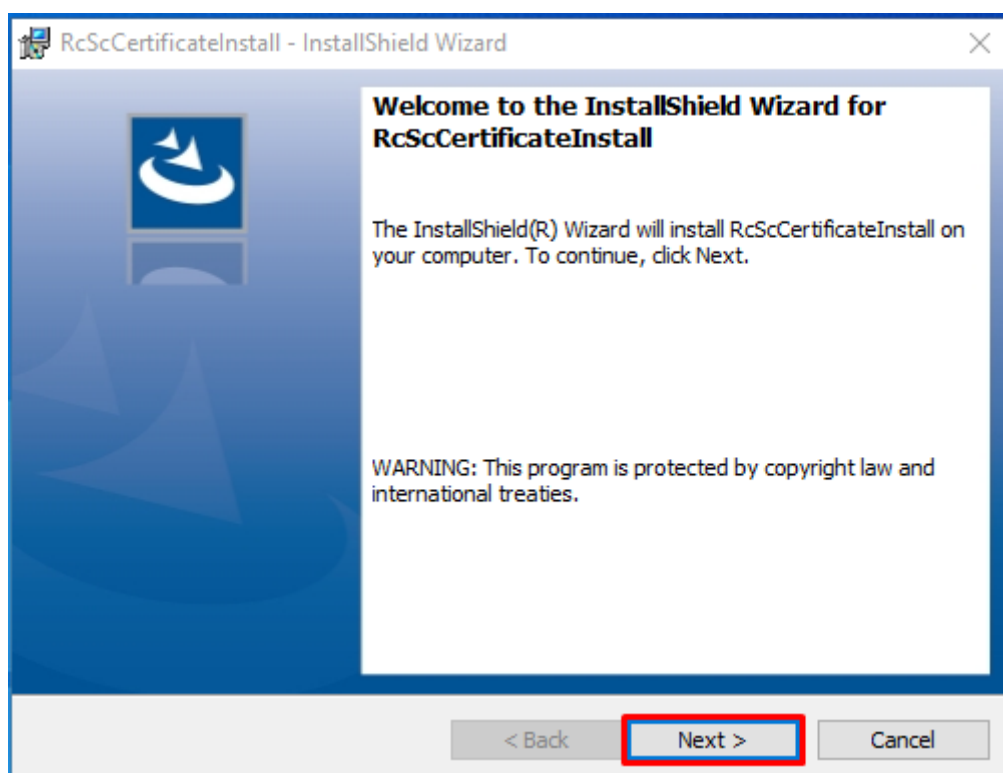 RcScCertificateInstall - InstallShield Wizard
Welcome to the InstallShield Wizard for
RcScCertificateInstall
The InstallShield(R) Wizard will install RcScCertificateInstall on
your computer. To continue, click Next.
WARNING: This program is protected by copyright law and
international treaties.
< Back Next > Cancel